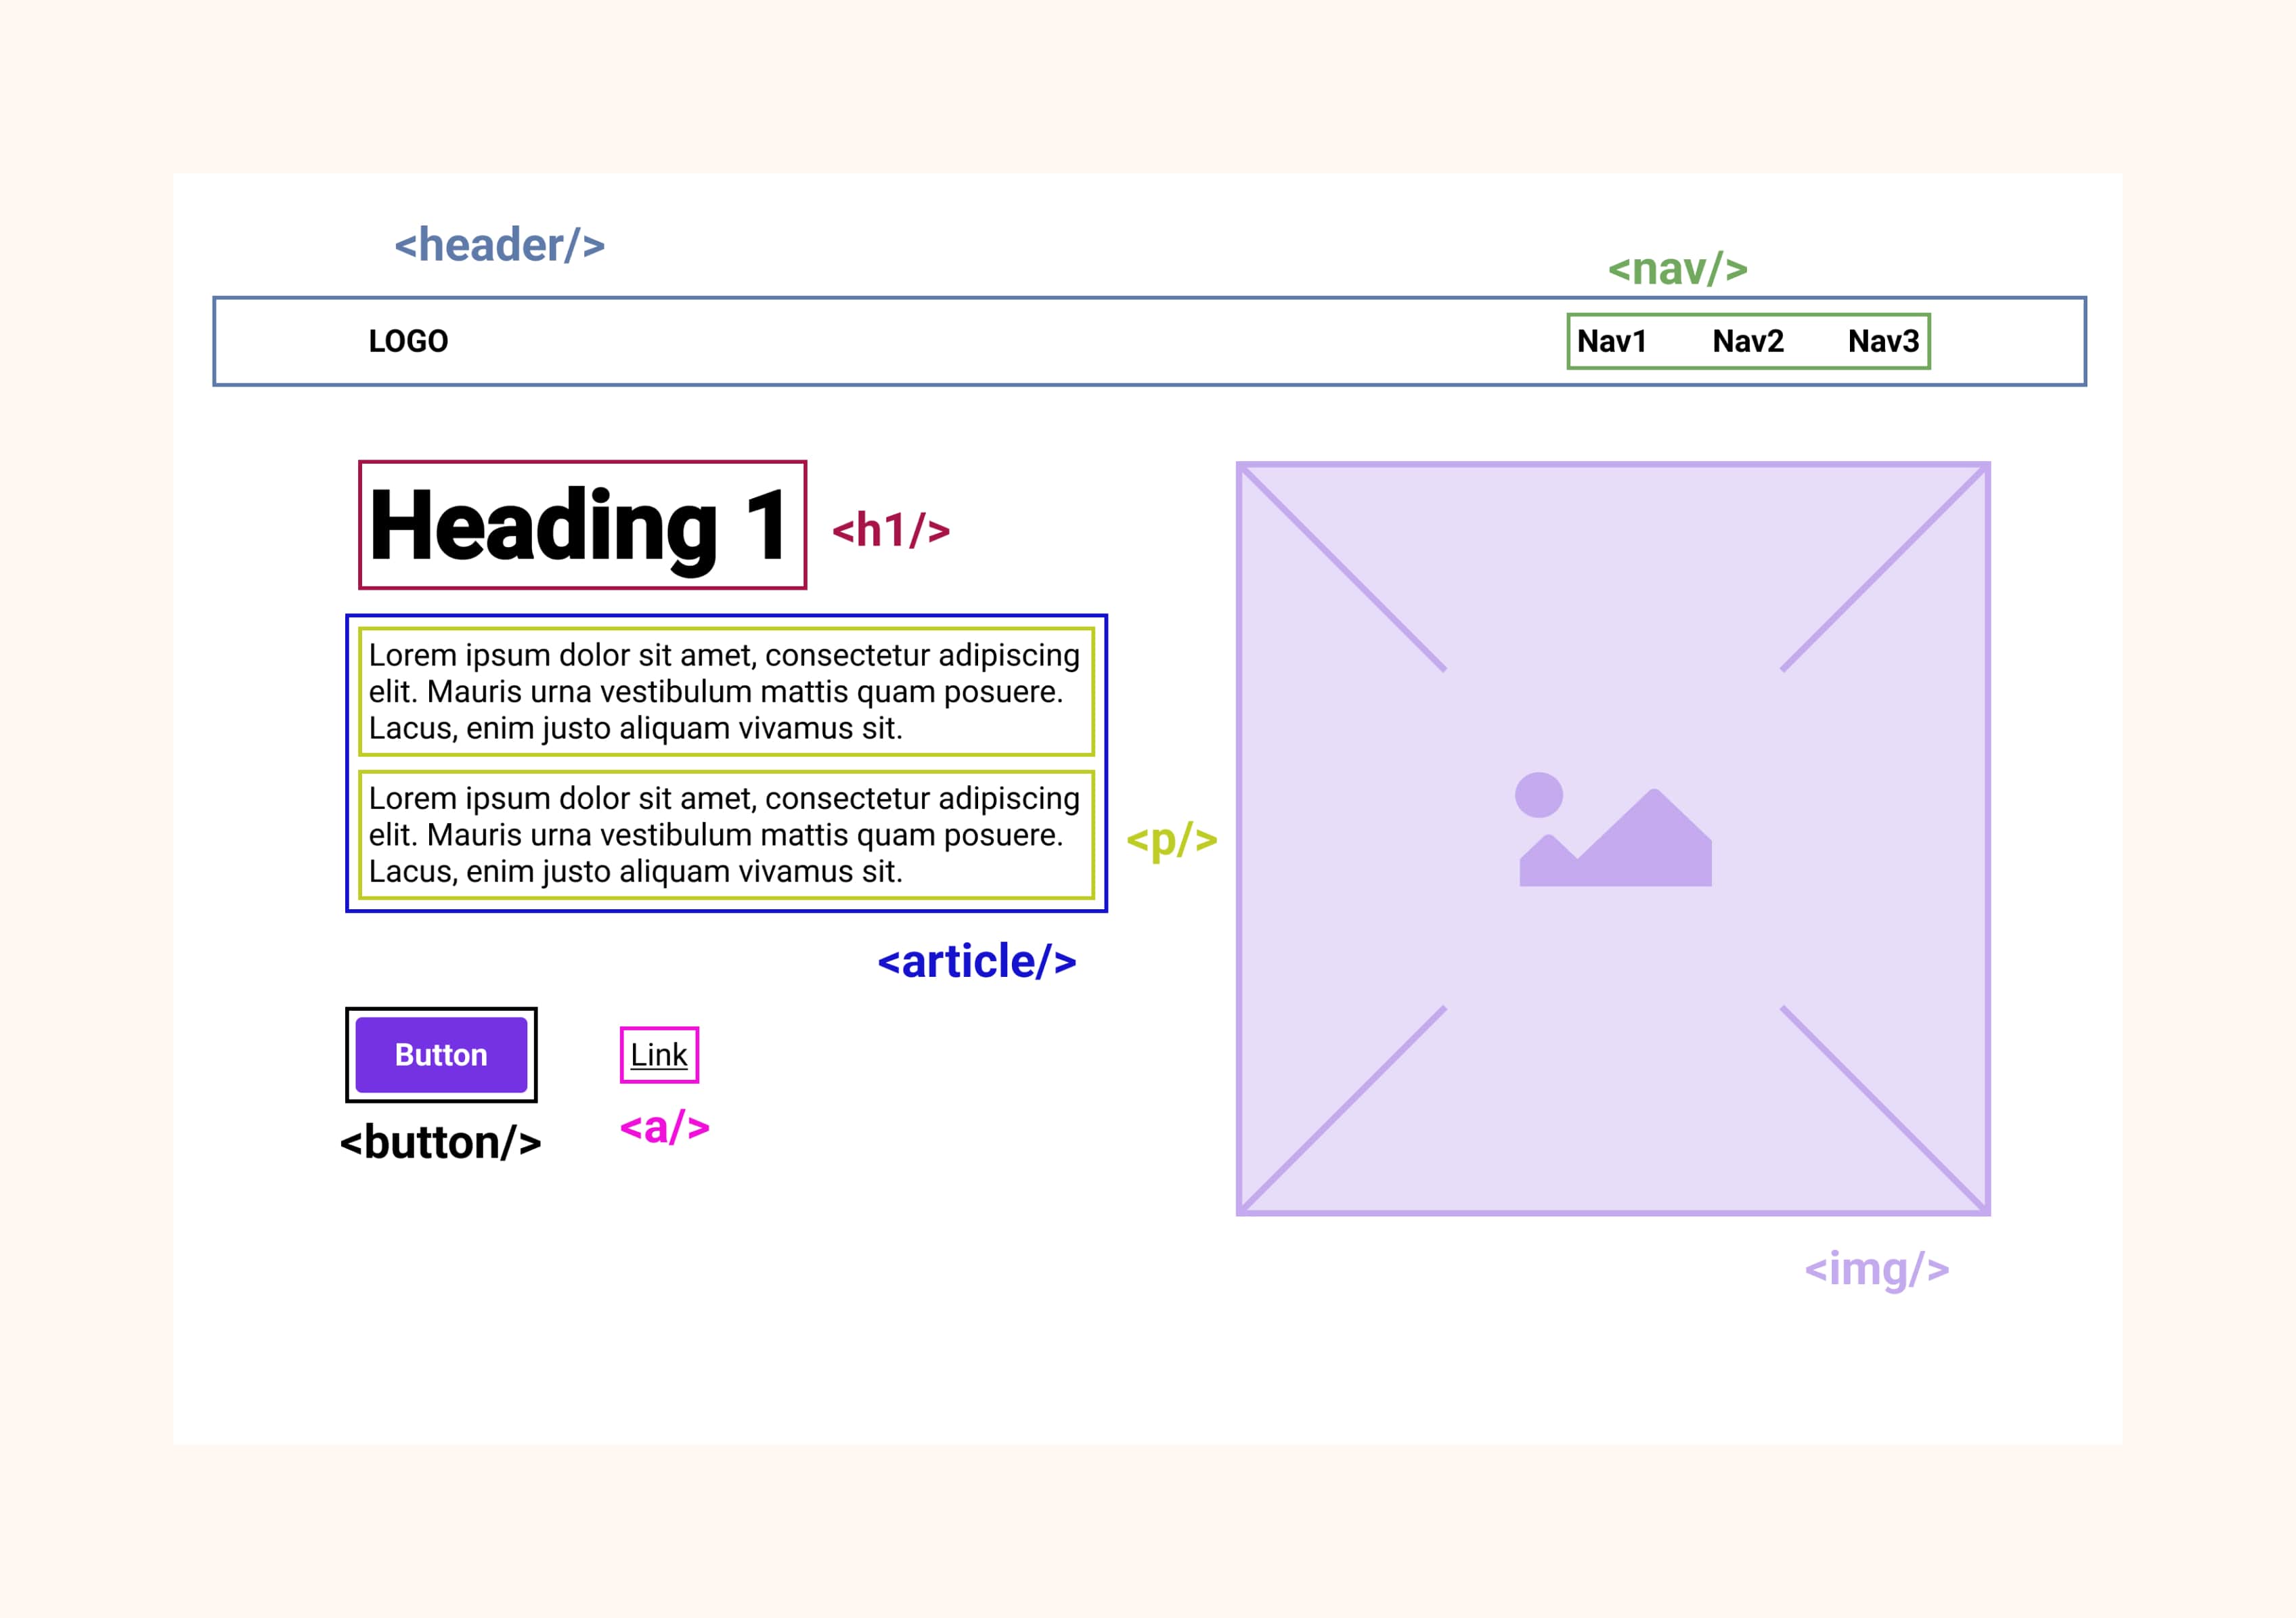 <header/>
<nav/>
LOGO
Nav1 Nav2 Nav3
Heading 1
<h1/>
Lorem ipsum dolor sit amet, consectetur adipiscing
elit. Mauris urna vestibulum mattis quam posuere.
Lacus, enim justo aliquam vivamus sit.
Lorem ipsum dolor sit amet, consectetur adipiscing
elit. Mauris urna vestibulum mattis quam posuere.
Lacus, enim justo aliquam vivamus sit.
<p/>
<article/>
Button
<button/>
Link
<a/>
<img/>